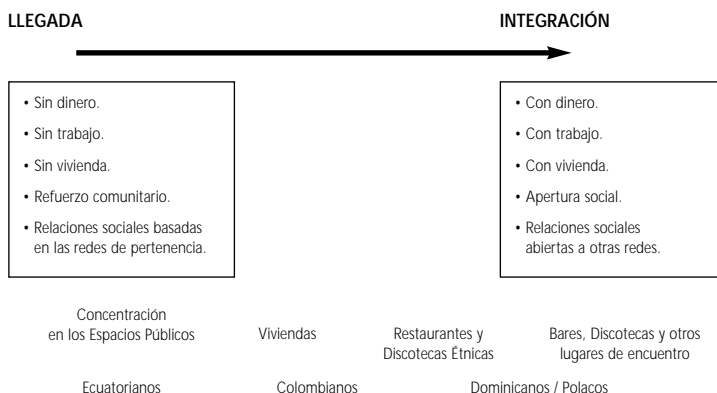 LLEGADA
INTEGRACIÓN
• Sin dinero.
• Sin trabajo.
• Sin vivienda.
• Refuerzo comunitario.
• Relaciones sociales basadas
en las redes de pertenencia.
• Con dinero.
• Con trabajo.
• Con vivienda.
• Apertura social.
• Relaciones sociales
abiertas a otras redes.
Concentración
en los Espacios Públicos
Viviendas
Restaurantes y
Discotecas Étnicas
Bares, Discotecas y otros
lugares de encuentro
Ecuatorianos
Colombianos
Dominicanos / Polacos